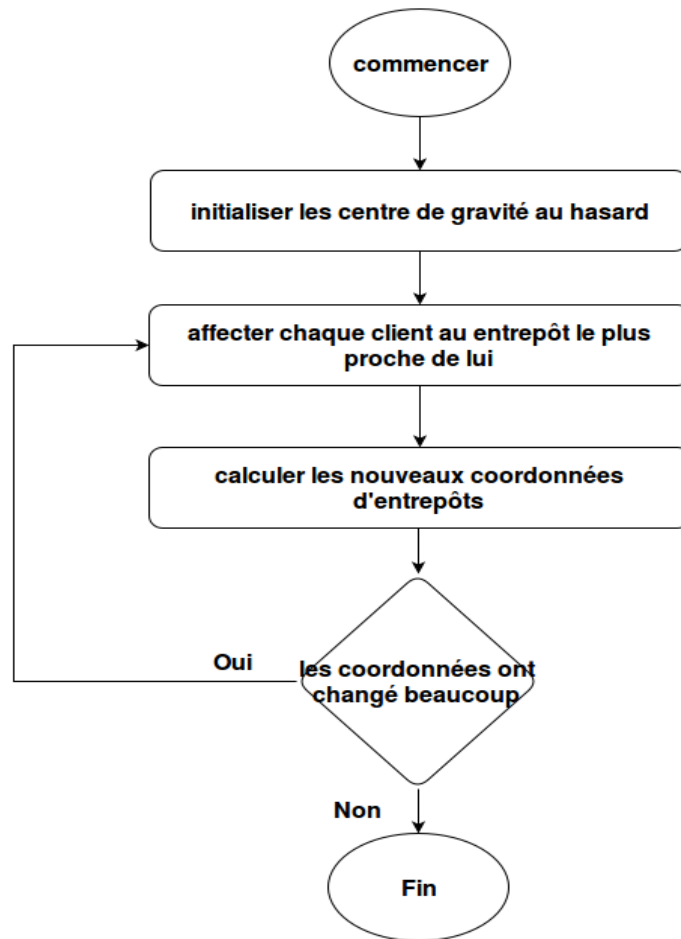 commencer
initialiser les centre de gravité au hasard
affecter chaque client au entrepôt le plus
proche de lui
calculer les nouveaux coordonnées
d'entrepôts
Oui
les coordonnées ont
changé beaucoup
Non
Fin